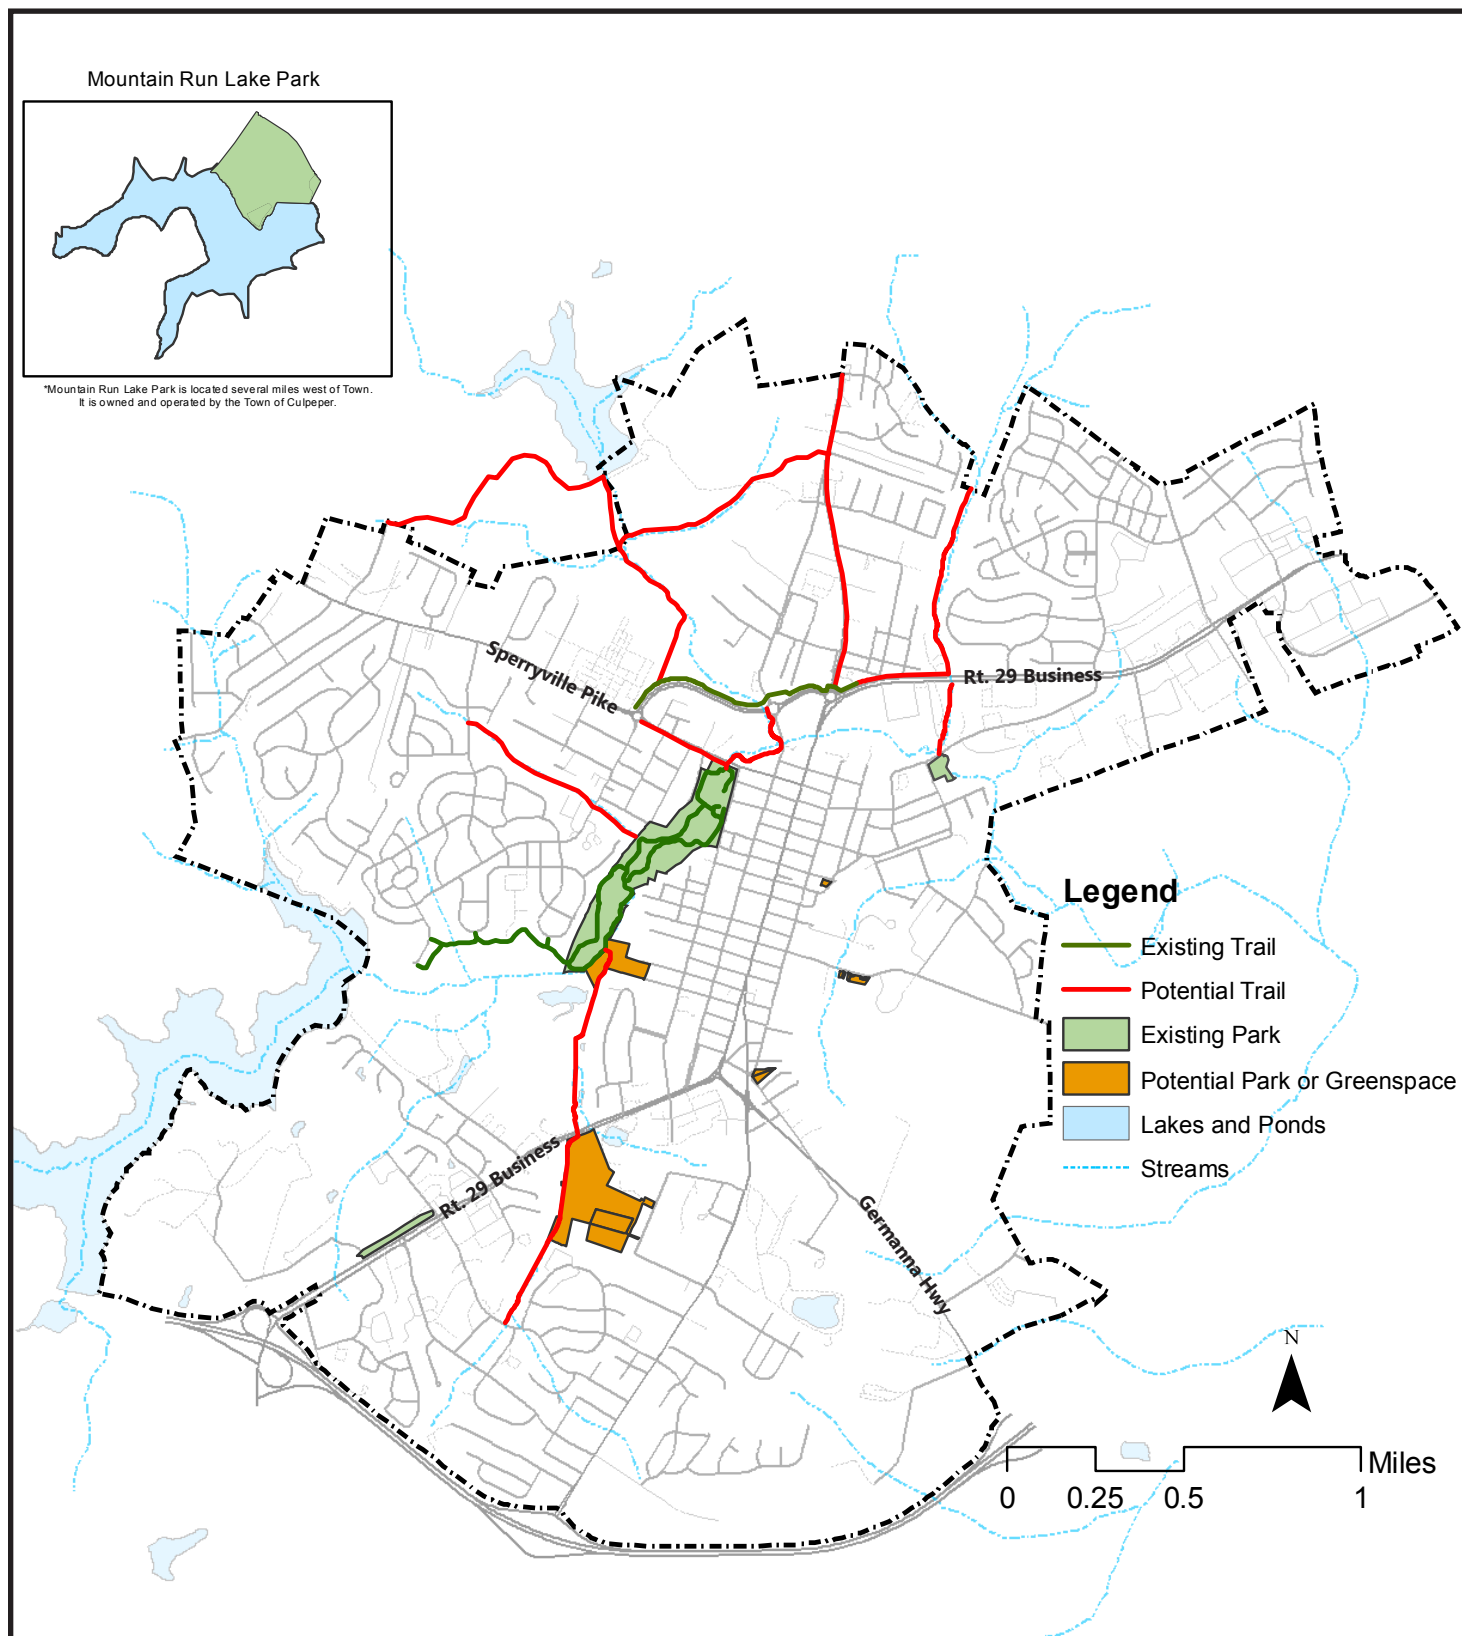 Mountain Run Lake Park
*Mountain Run Lake Park is located several miles west of Town.
It is owned and operated by the Town of Culpeper.
Sperryville Pike
Rt. 29 Business
Legend
Existing Trail
Potential Trail
Existing Park
Potential Park or Greenspace
Lakes and Ponds
Streams
Rt. 29 Business
Germanna Hwy
N
Miles
0 0.25 0.5 1